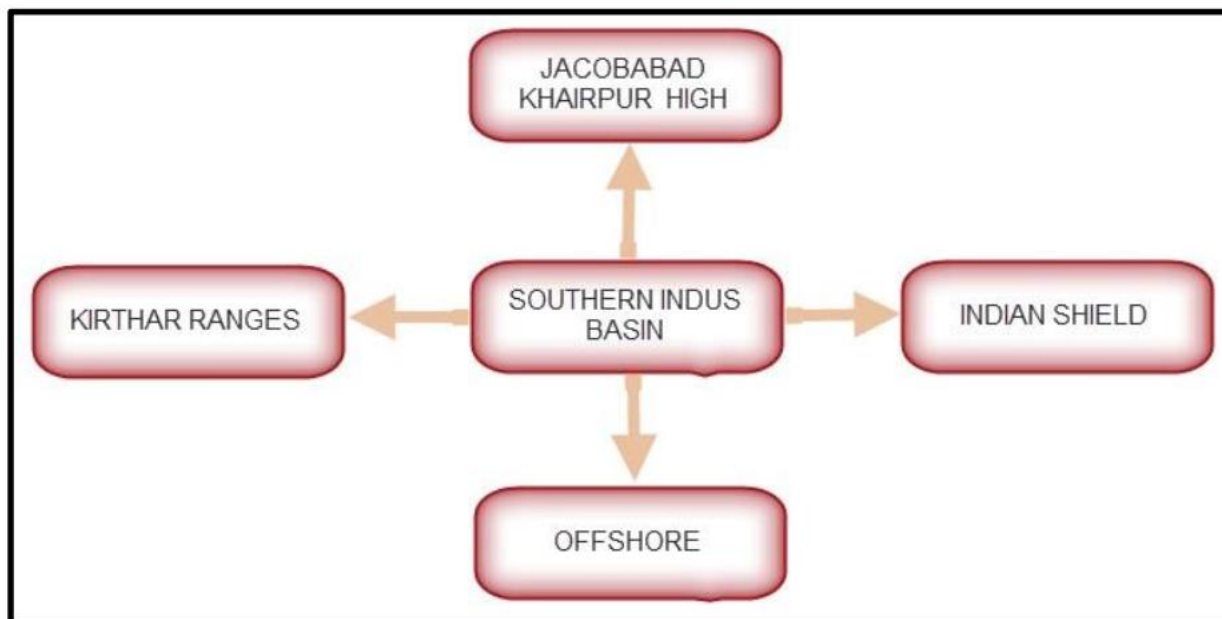 JACOBABAD
KHAIRPUR HIGH
KIRTHAR RANGES
SOUTHERN INDUS
BASIN
INDIAN SHIELD
OFFSHORE